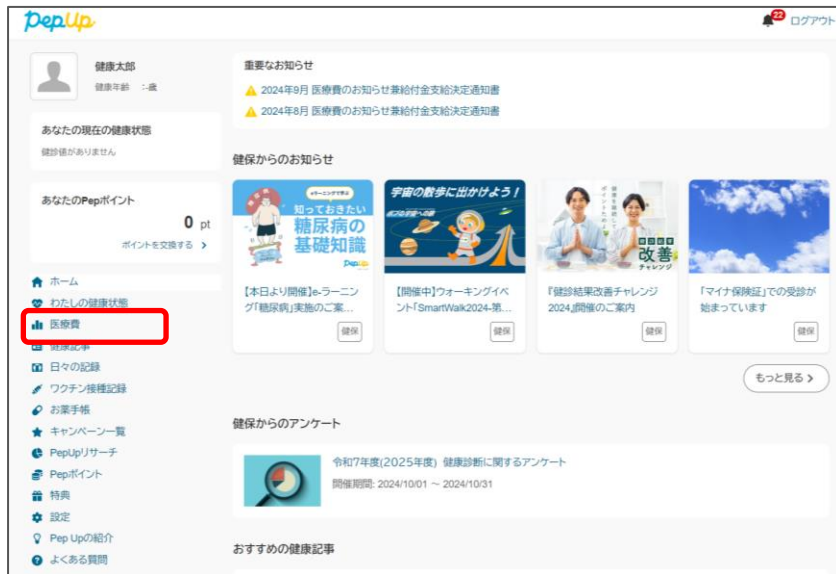 PepUp
22
ログアウト
健康太郎
健康年齢 :-歳
あなたの現在の健康状態
健診値がありません
あなたのPepポイント
0 pt
ポイントを交換する
ホーム
わたしの健康状態
医療費
健康記事
日々の記録
ワクチン接種記録
お薬手帳
キャンペーン一覧
PepUpリサーチ
Pepポイント
特典
設定
Pep Upの紹介
よくある質問
重要なお知らせ
2024年9月 医療費のお知らせ兼給付金支給決定通知書
2024年8月 医療費のお知らせ兼給付金支給決定通知書
健保からのお知らせ
eラーニングで学ぶ
知っておきたい
糖尿病の
基礎知識
PepUp
【本日より開催】e-ラーニン
グ「糖尿病」実施のご案...
健保
宇宙の散歩に出かけよう!
【開催中】ウォーキングイベ
ント「SmartWalk2024-第...
健保
改善
チャレンジ
『健診結果改善チャレンジ
2024』開催のご案内
健保
「マイナ保険証」での受診が
始まっています
健保
もっと見る
健保からのアンケート
令和7年度(2025年度) 健康診断に関するアンケート
開催期間: 2024/10/01 ～ 2024/10/31
おすすめの健康記事